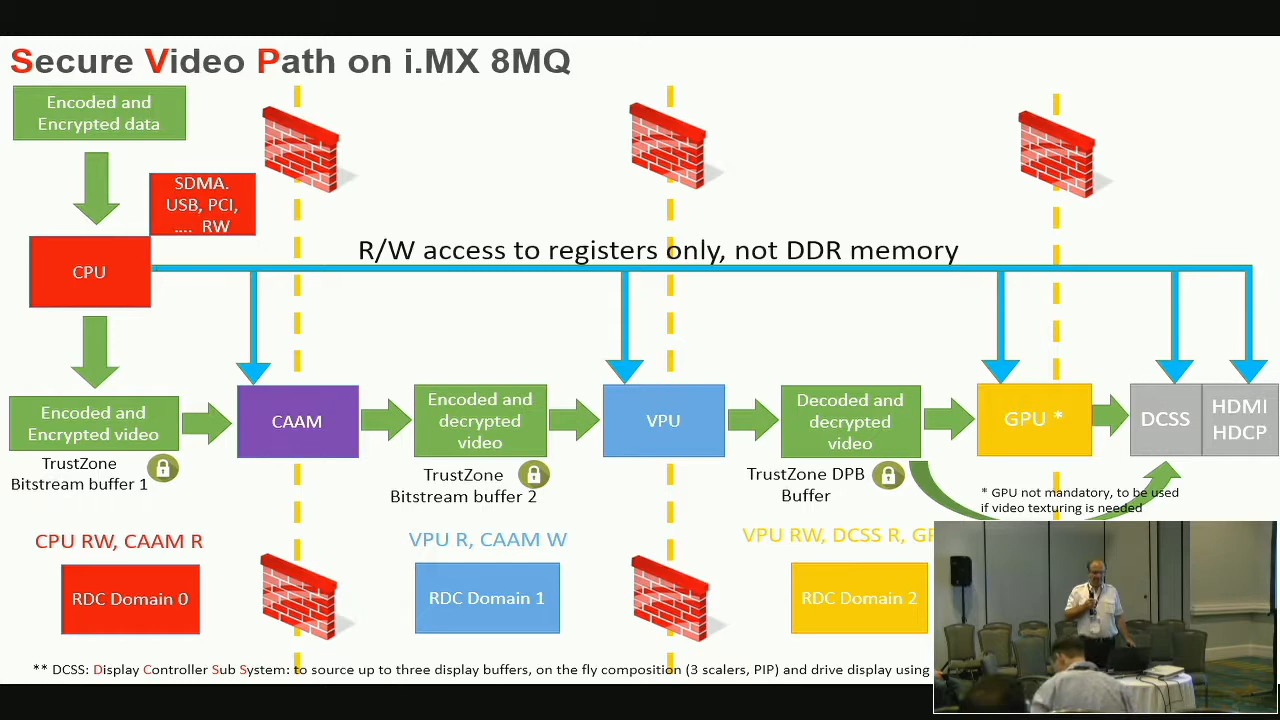 Secure Video Path on i.MX 8MQ
Encoded and
Encrypted data
SDMA.
USB, PCI,
.... RW
CPU
R/W access to registers only, not DDR memory
Encoded and
Encrypted video
CAAM
Encoded and
decrypted
video
VPU
Decoded and
decrypted
video
GPU *
DCSS
HDMI
HDCP
TrustZone
Bitstream buffer 1
TrustZone
Bitstream buffer 2
TrustZone DPB
Buffer
* GPU not mandatory, to be used
if video texturing is needed
CPU RW, CAAM R
VPU R, CAAM W
VPU RW, DCSS R,
RDC Domain 0
RDC Domain 1
RDC Domain 2
** DCSS: Display Controller Sub System: to source up to three display buffers, on the fly composition (3 scalers, PIP) and drive display using